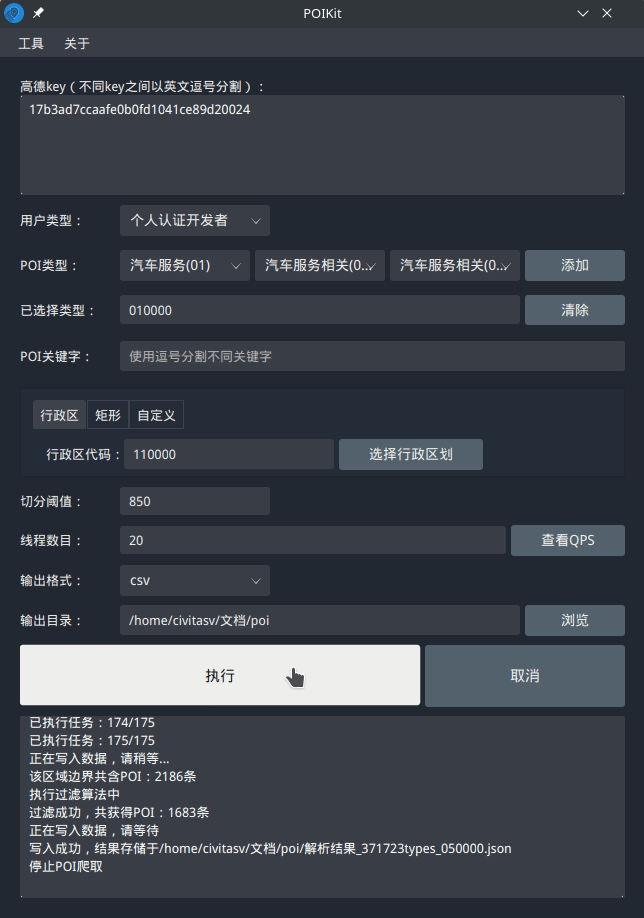 POIKit
工具 关于
高德key（不同key之间以英文逗号分割）：
17b3ad7ccaafe0b0fd1041ce89d20024
用户类型： 个人认证开发者
POI类型： 汽车服务(01) 汽车服务相关(0... 汽车服务相关(0... 添加
已选择类型： 010000 清除
POI关键字： 使用逗号分割不同关键字
行政区 矩形 自定义
行政区代码： 110000 选择行政区划
切分阈值： 850
线程数目： 20 查看QPS
输出格式： csv
输出目录： /home/civitasv/文档/poi 浏览
执行 取消
已执行任务：174/175
已执行任务：175/175
正在写入数据，请稍等...
该区域边界共含POI：2186条
执行过滤算法中
过滤成功，共获得POI：1683条
正在写入数据，请等待
写入成功，结果存储于/home/civitasv/文档/poi/解析结果_371723types_050000.json
停止POI爬取